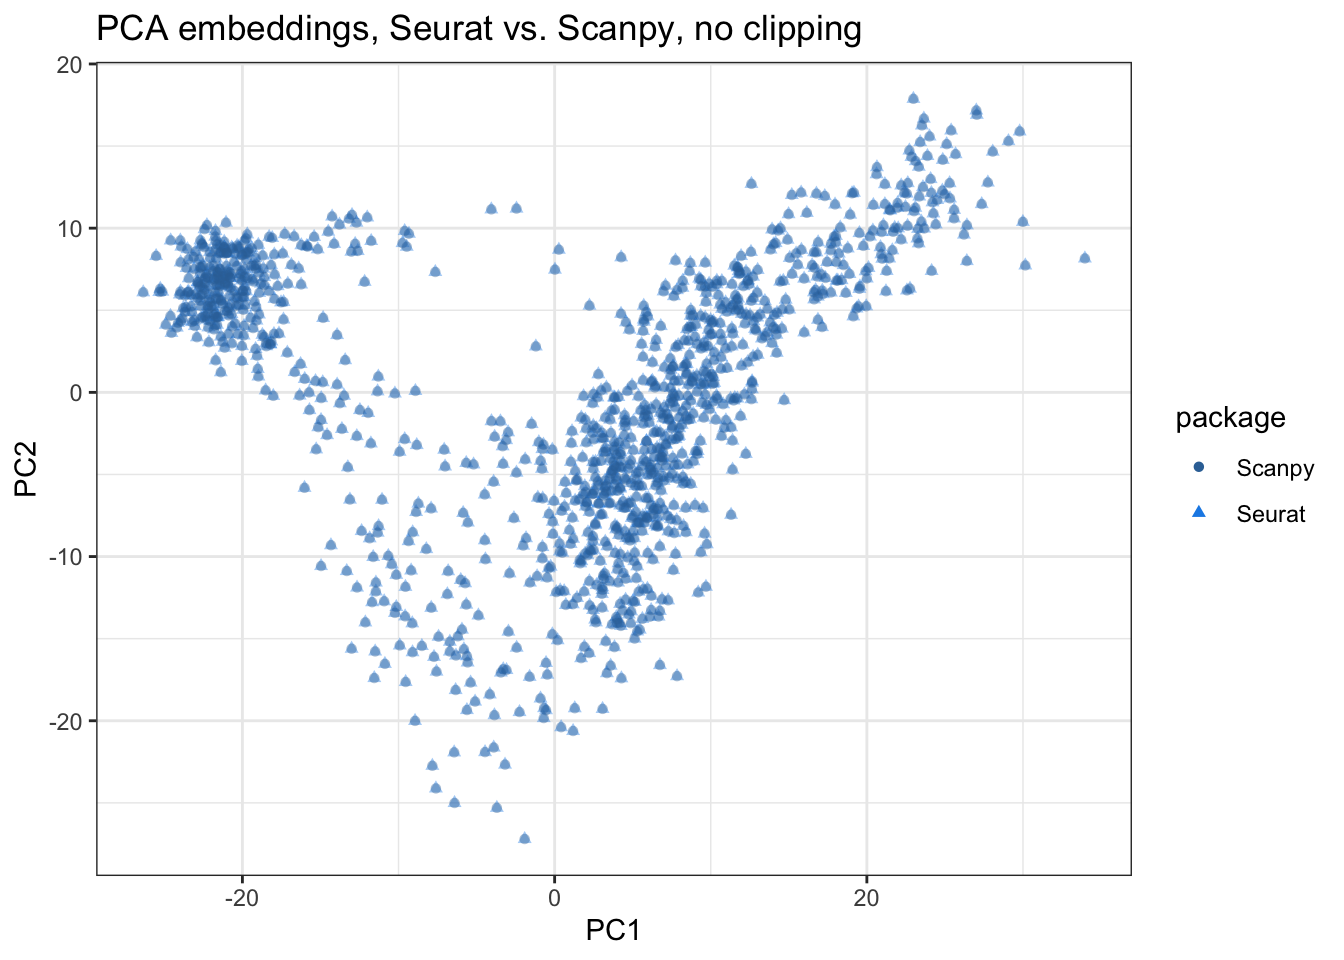 PCA embeddings, Seurat vs. Scanpy, no clipping
20
10
0
-10
-20
PC2
-20
0
20
PC1
package
Scanpy
Seurat